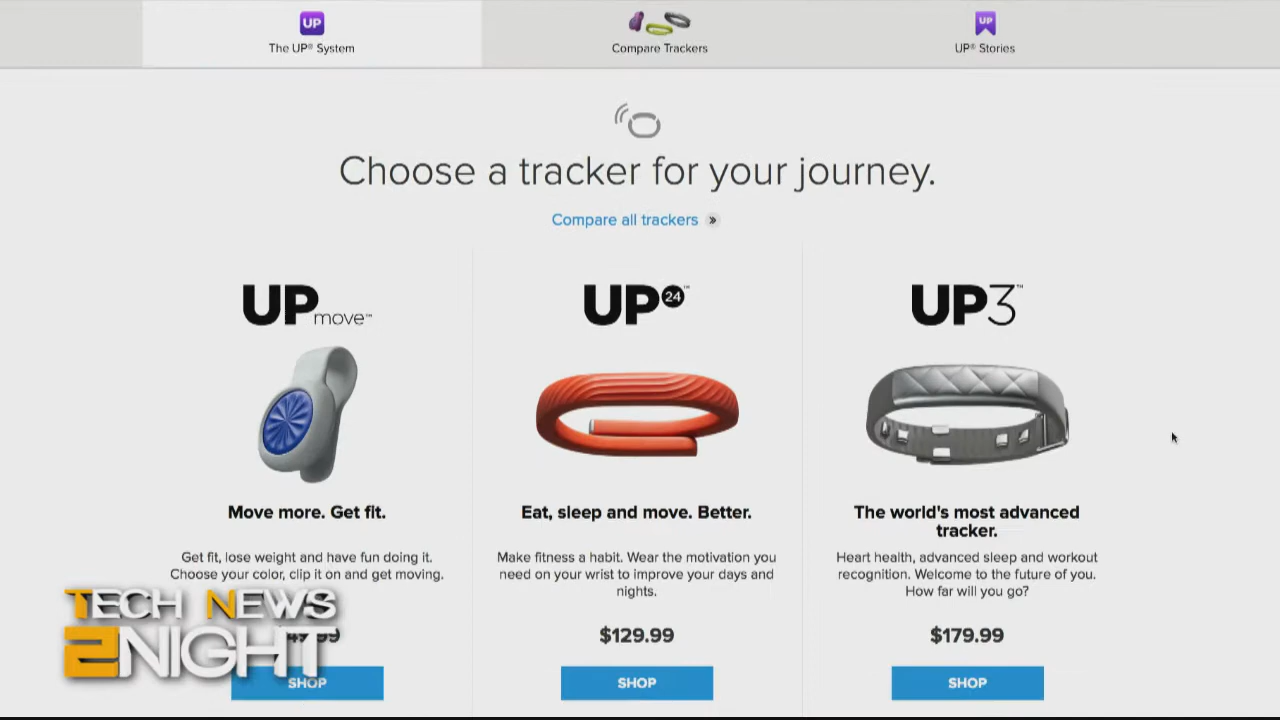 UP
The UP® System
Compare Trackers
UP
UP® Stories
Choose a tracker for your journey.
Compare all trackers »
UP move™
UP 24™
UP3™
Move more. Get fit.
Get fit, lose weight and have fun doing it.
Choose your color, clip it on and get moving.
SHOP
Eat, sleep and move. Better.
Make fitness a habit. Wear the motivation you
need on your wrist to improve your days and
nights.
$129.99
SHOP
The world's most advanced
tracker.
Heart health, advanced sleep and workout
recognition. Welcome to the future of you.
How far will you go?
$179.99
SHOP
TECH NEWS
2NIGHT